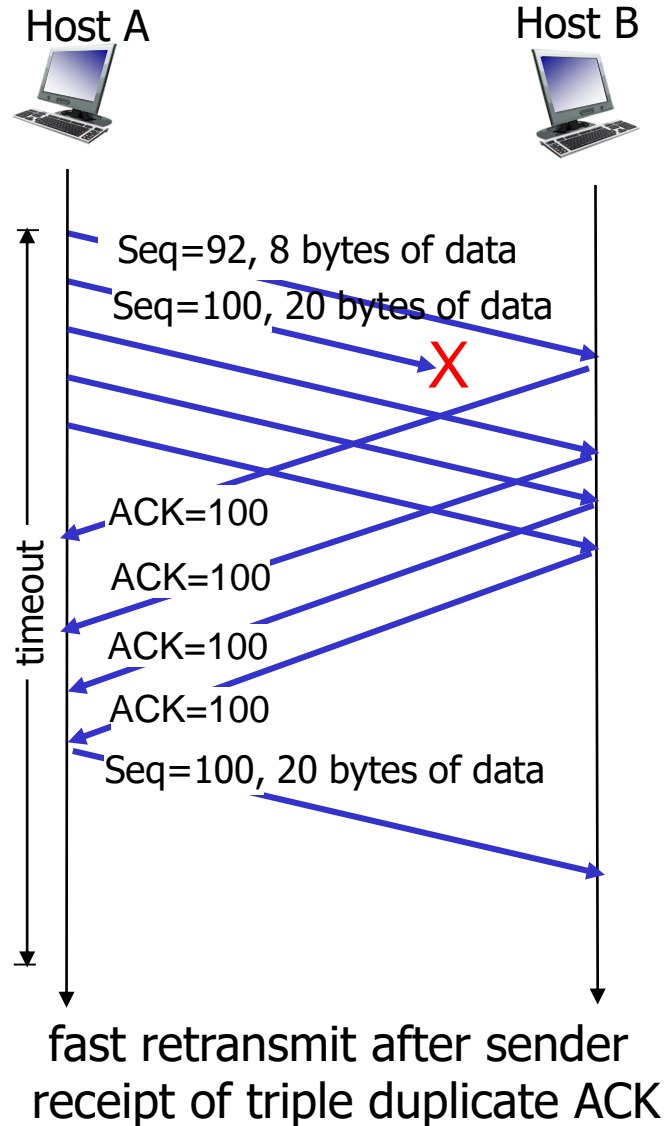 Host A
Host B
Seq=92, 8 bytes of data
Seq=100, 20 bytes of data
X
ACK=100
timeout
ACK=100
ACK=100
ACK=100
Seq=100, 20 bytes of data
fast retransmit after sender
receipt of triple duplicate ACK